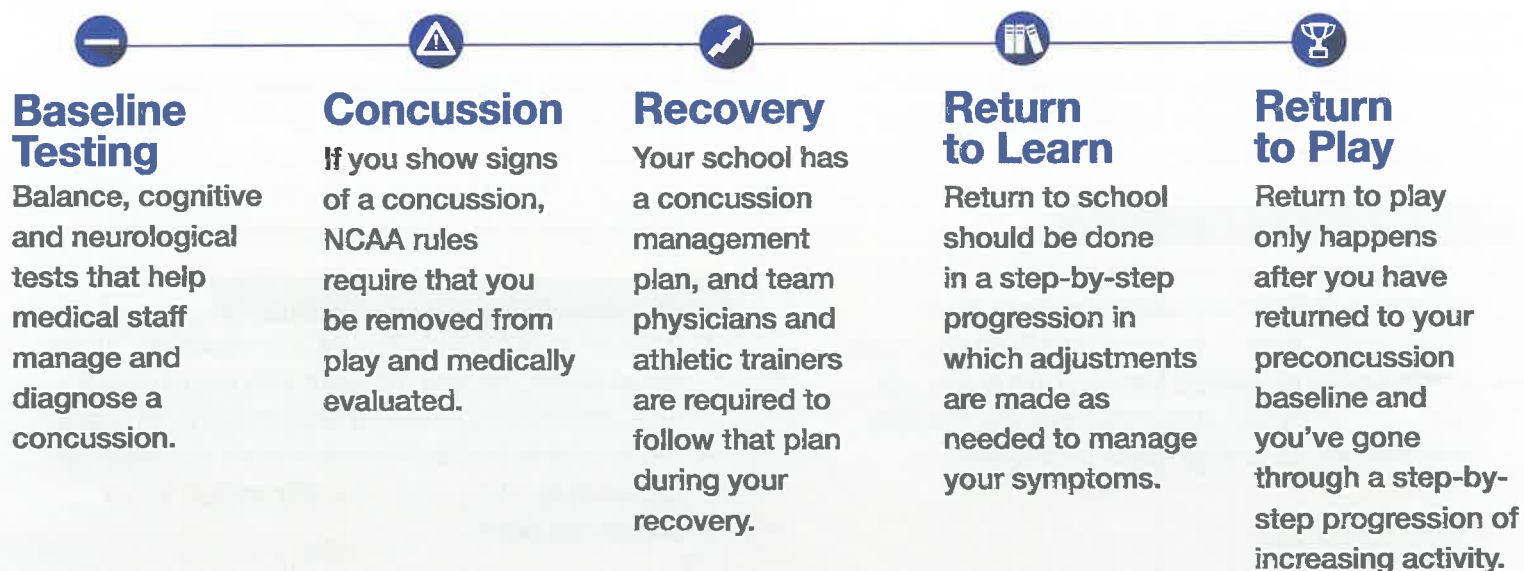 Baseline
Testing
Balance, cognitive
and neurological
tests that help
medical staff
manage and
diagnose a
concussion.
Concussion
If you show signs
of a concussion,
NCAA rules
require that you
be removed from
play and medically
evaluated.
Recovery
Your school has
a concussion
management
plan, and team
physicians and
athletic trainers
are required to
follow that plan
during your
recovery.
Return
to Learn
Return to school
should be done
in a step-by-step
progression in
which adjustments
are made as
needed to manage
your symptoms.
Return
to Play
Return to play
only happens
after you have
returned to your
preconcussion
baseline and
you've gone
through a step-by-
step progression of
increasing activity.